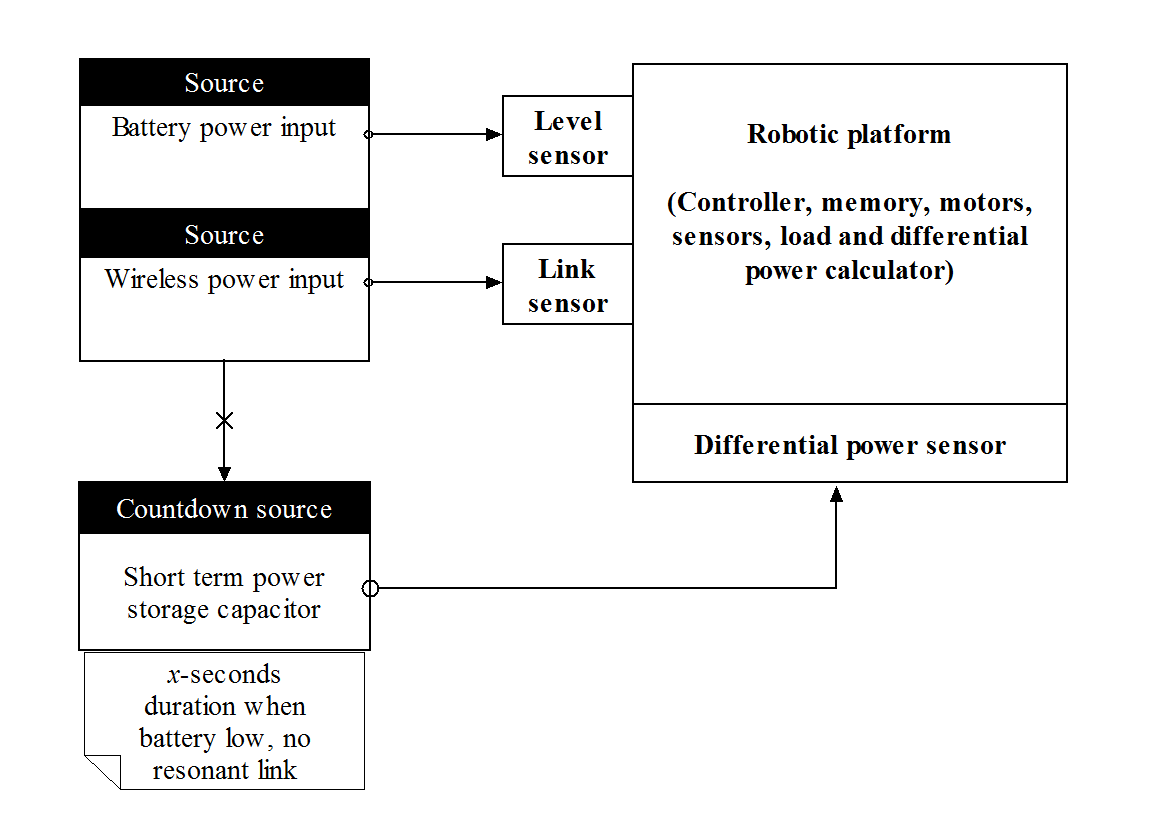 Source
Battery power input
Source
Wireless power input
Level
sensor
Link
sensor
Robotic platform
(Controller, memory, motors,
sensors, load and differential
power calculator)
Differential power sensor
Countdown source
Short term power
storage capacitor
x-seconds
duration when
battery low, no
resonant link